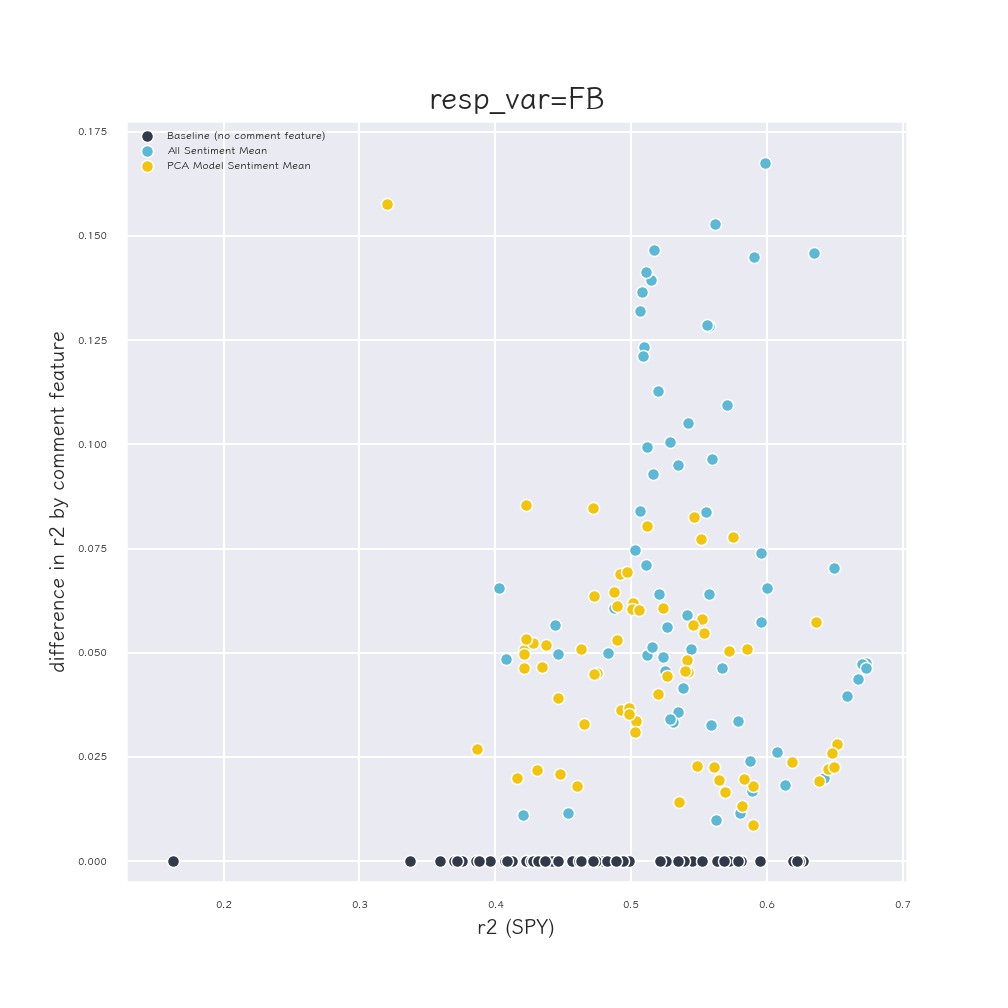 resp_var=FB
0.175
Baseline (no comment feature)
All Sentiment Mean
PCA Model Sentiment Mean
0.150
0.125
0.100
0.075
0.050
0.025
0.000
difference in r2 by comment feature
0.2 0.3 0.4 0.5 0.6 0.7
r2 (SPY)